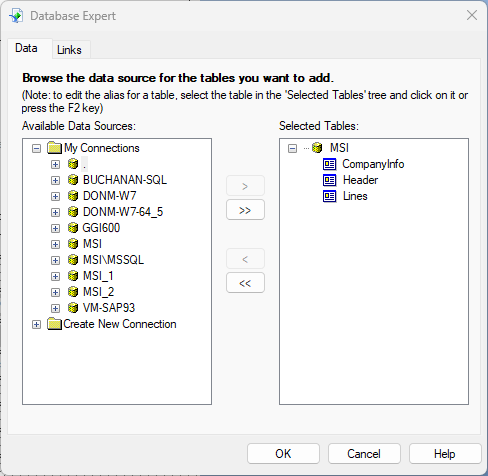 Database Expert
Data
Links
Browse the data source for the tables you want to add.
(Note: to edit the alias for a table, select the table in the 'Selected Tables' tree and click on it or
press the F2 key)
Available Data Sources:
Selected Tables:
My Connections
.
BUCHANAN-SQL
DONM-W7
DONM-W7-64_5
GGI600
MSI
MSI\MSSQL
MSI_1
MSI_2
VM-SAP93
Create New Connection
>
>>
<
<<
MSI
CompanyInfo
Header
Lines
OK
Cancel
Help